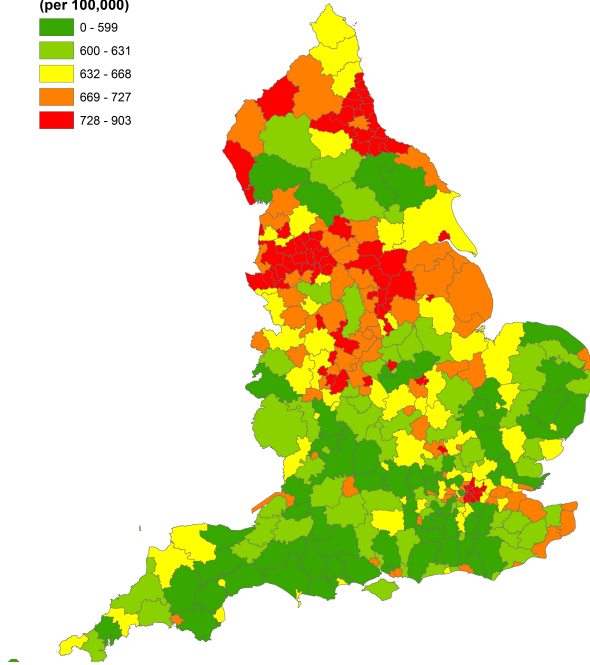 (per 100,000)
0 - 599
600 - 631
632 - 668
669 - 727
728 - 903